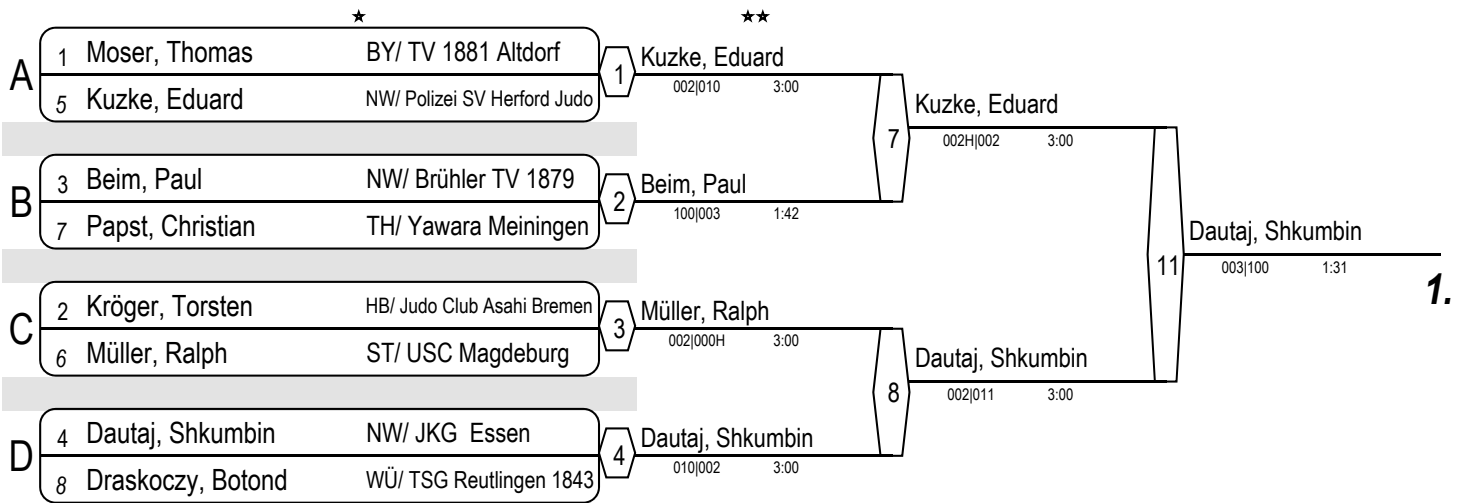 ★ ★★
A
1 Moser, Thomas BY/ TV 1881 Altdorf
5 Kuzke, Eduard NW/ Polizei SV Herford Judo
1
Kuzke, Eduard
002|010 3:00
B
3 Beim, Paul NW/ Brühler TV 1879
7 Papst, Christian TH/ Yawara Meiningen
2
Beim, Paul
100|003 1:42
7
Kuzke, Eduard
002H|002 3:00
C
2 Kröger, Torsten HB/ Judo Club Asahi Bremen
6 Müller, Ralph ST/ USC Magdeburg
3
Müller, Ralph
002|000H 3:00
D
4 Dautaj, Shkumbin NW/ JKG Essen
8 Draskoczy, Botond WÜ/ TSG Reutlingen 1843
4
Dautaj, Shkumbin
010|002 3:00
8
Dautaj, Shkumbin
002|011 3:00
11
Dautaj, Shkumbin
003|100 1:31
1.